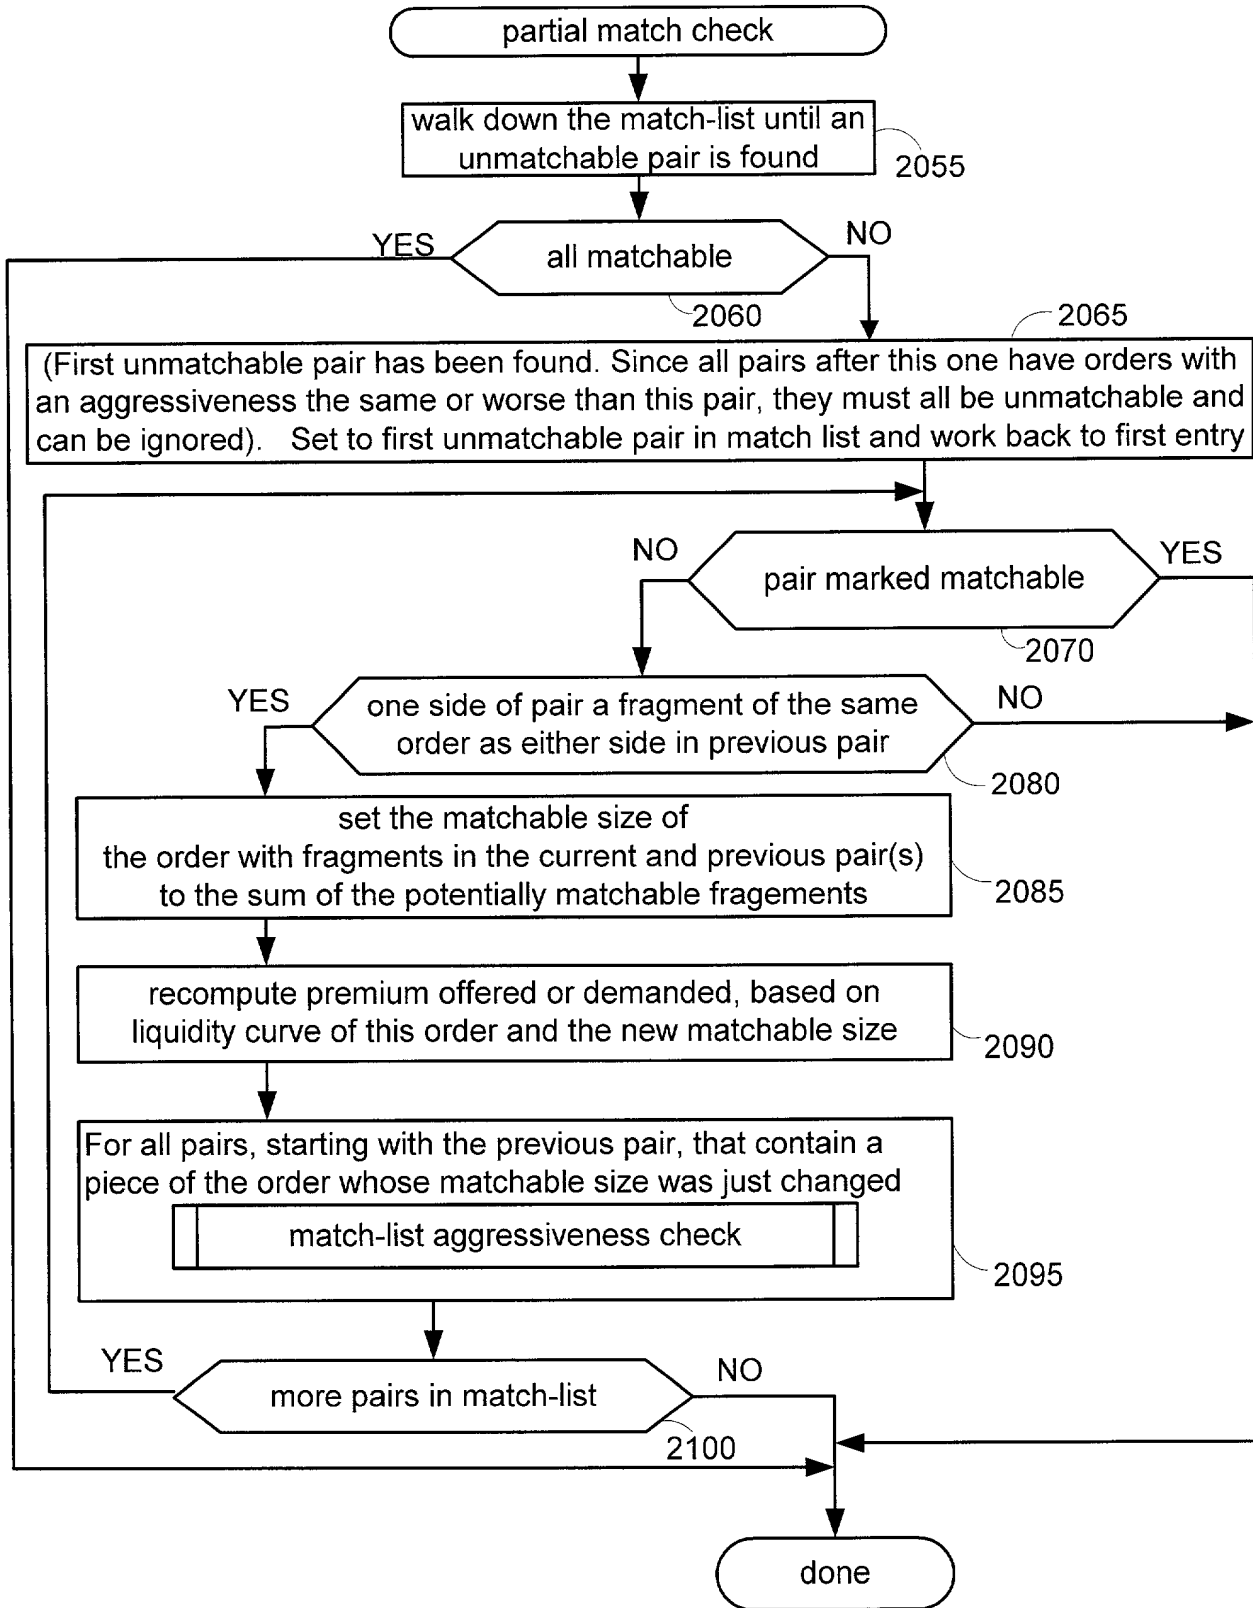 partial match check
walk down the match-list until an
unmatchable pair is found
2055
YES
all matchable
NO
2060
2065
(First unmatchable pair has been found. Since all pairs after this one have orders with
an aggressiveness the same or worse than this pair, they must all be unmatchable and
can be ignored). Set to first unmatchable pair in match list and work back to first entry
NO
pair marked matchable
YES
2070
YES
one side of pair a fragment of the same
order as either side in previous pair
NO
2080
set the matchable size of
the order with fragments in the current and previous pair(s)
to the sum of the potentially matchable fragements
2085
recompute premium offered or demanded, based on
liquidity curve of this order and the new matchable size
2090
For all pairs, starting with the previous pair, that contain a
piece of the order whose matchable size was just changed
match-list aggressiveness check
2095
YES
more pairs in match-list
NO
2100
done